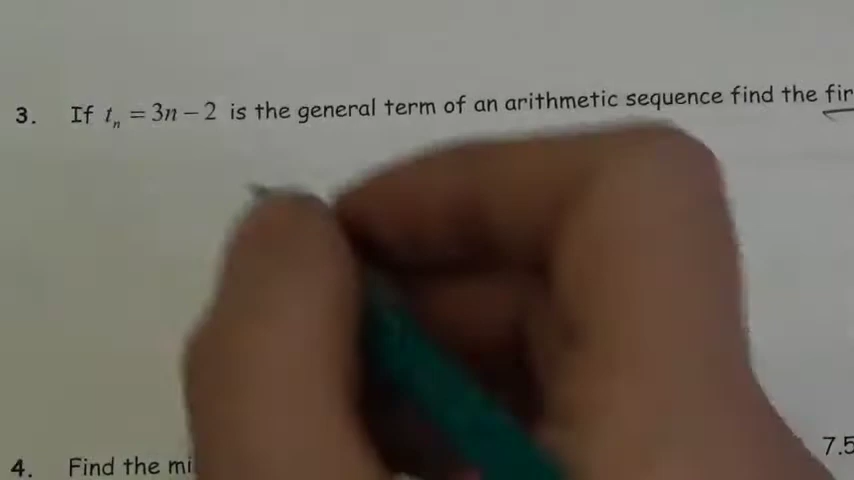 3. If tₙ = 3n − 2 is the general term of an arithmetic sequence find the fir
7.5
4. Find the mi